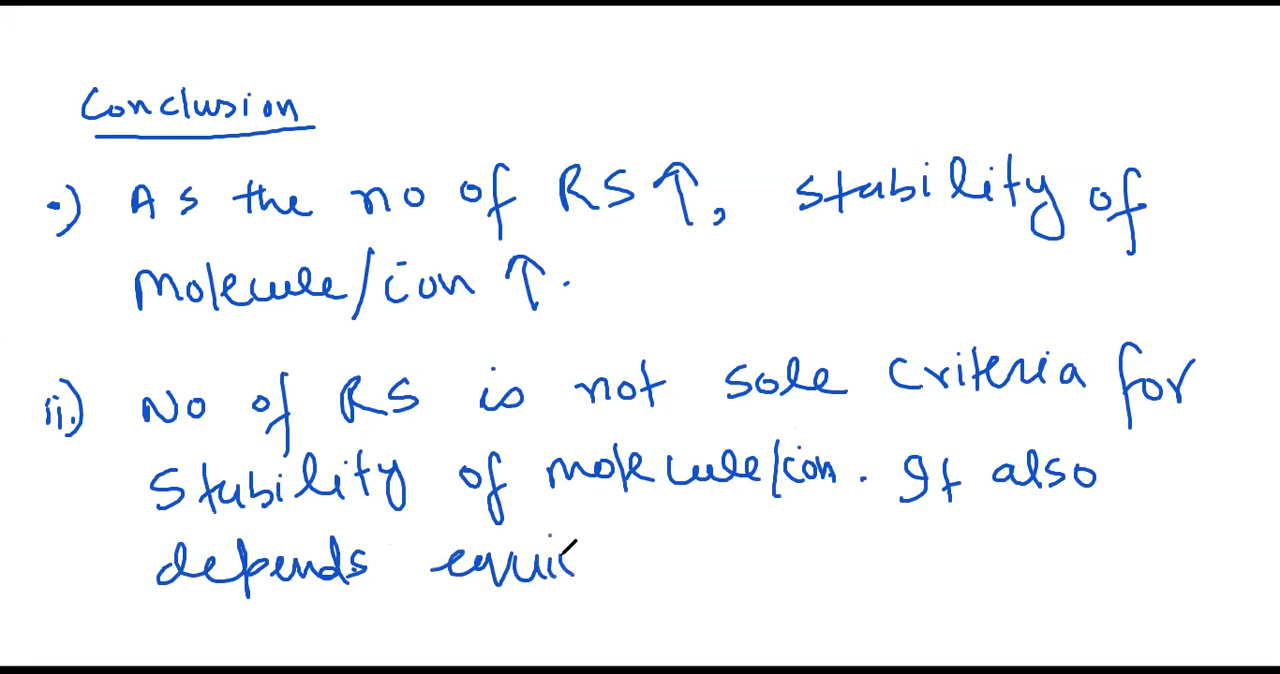 Conclusion
i) As the no of RS ↑, stability of
molecule/ion ↑.
ii.) No of RS is not sole criteria for
stability of molecule/ion. It also
depends